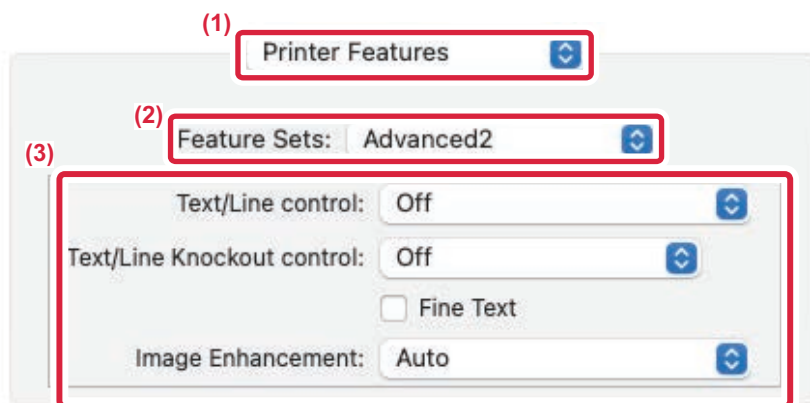 (1)
Printer Features
(2)
Feature Sets: Advanced2
(3)
Text/Line control: Off
Text/Line Knockout control: Off
Fine Text
Image Enhancement: Auto